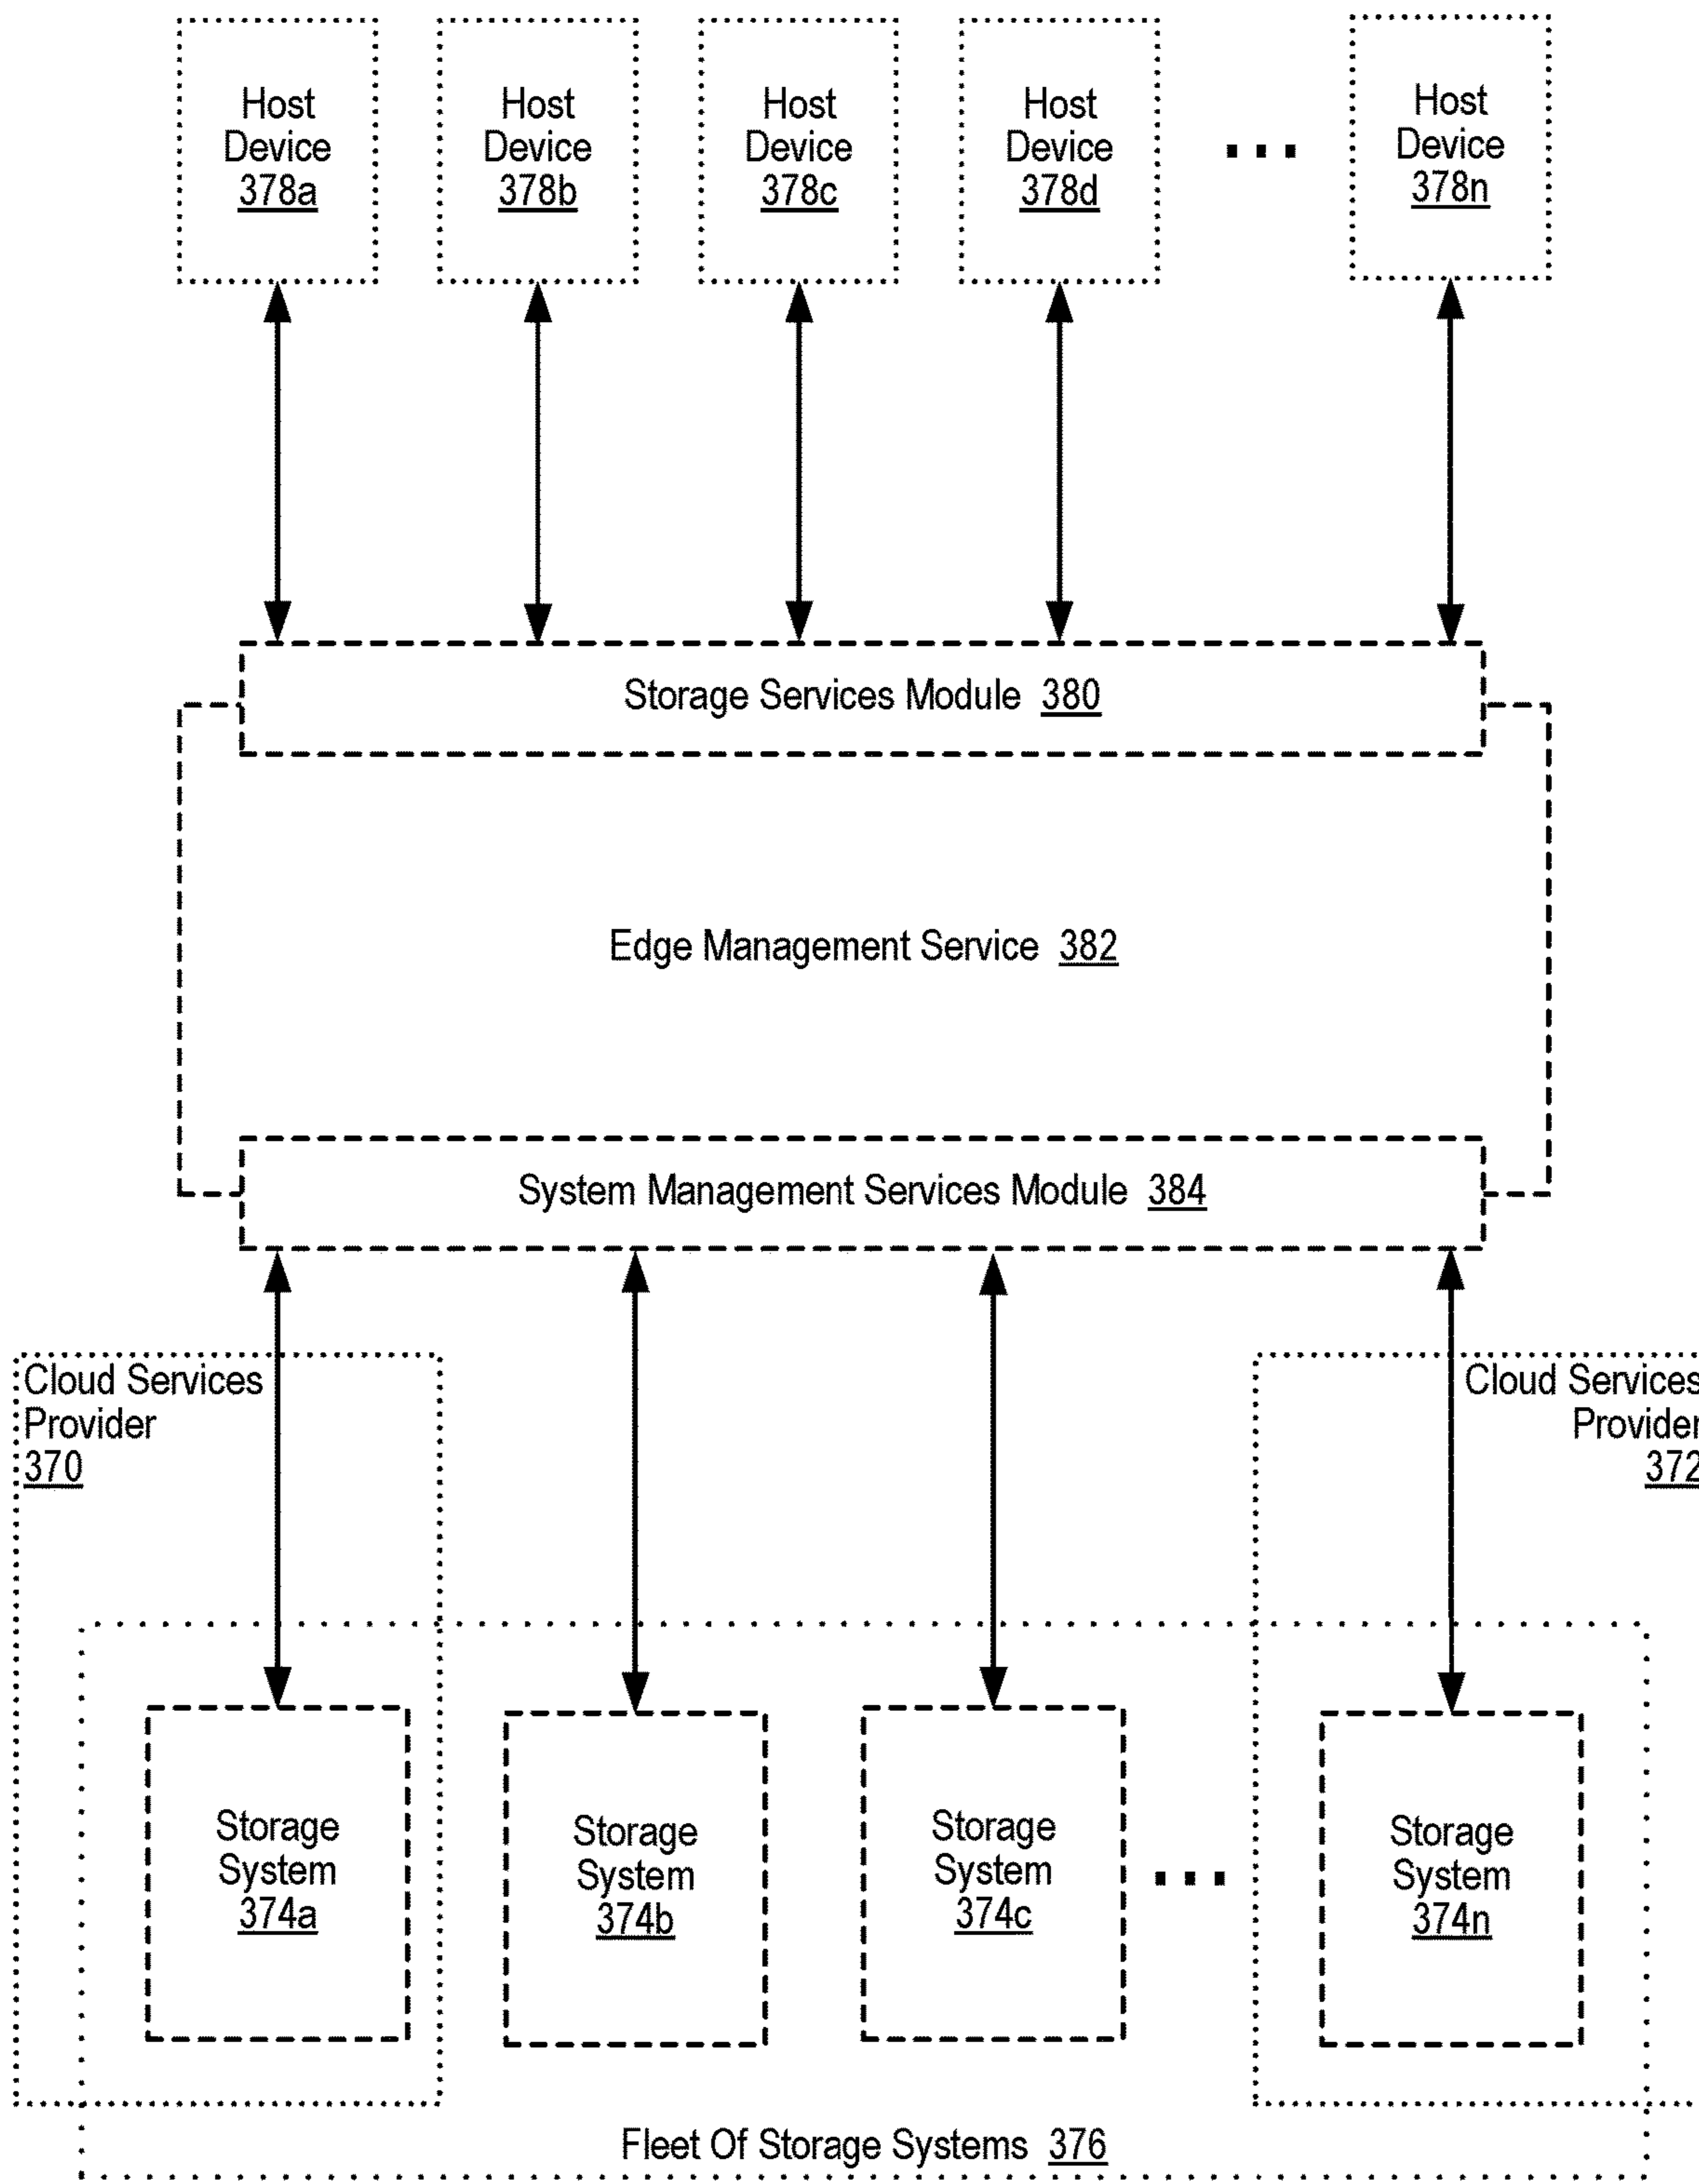 Host
Device
378a
Host
Device
378b
Host
Device
378c
Host
Device
378d
...
Host
Device
378n
Storage Services Module 380
Edge Management Service 382
System Management Services Module 384
Cloud Services
Provider
370
Cloud Services
Provider
372
Storage
System
374a
Storage
System
374b
Storage
System
374c
...
Storage
System
374n
Fleet Of Storage Systems 376